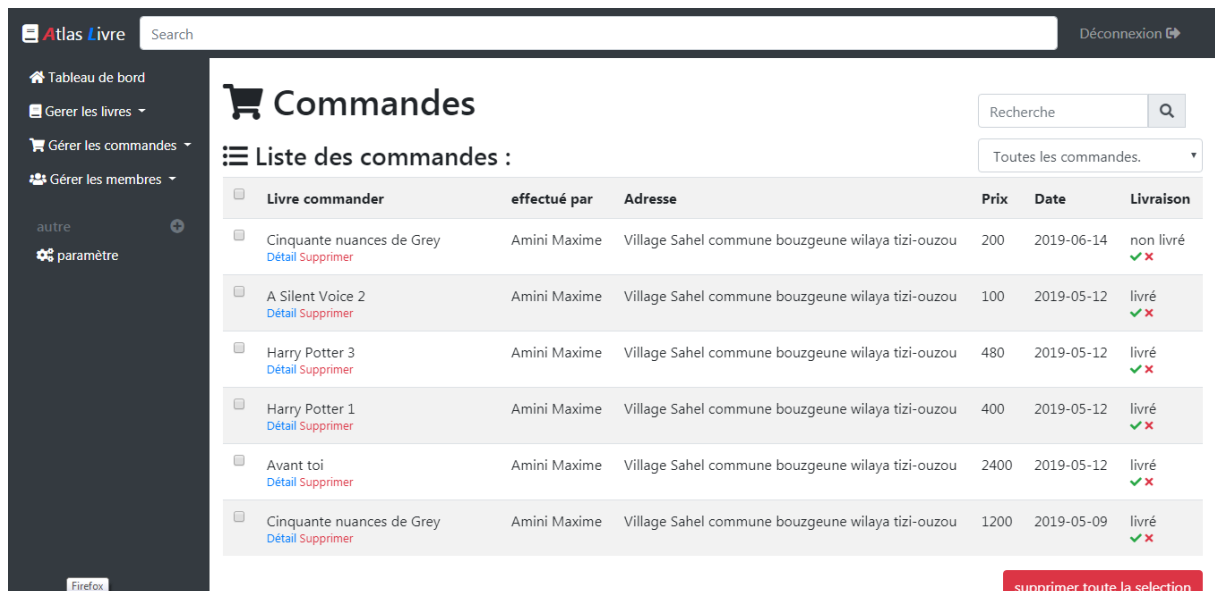 Atlas Livre
Search
Déconnexion
Tableau de bord
Gerer les livres
Gérer les commandes
Gérer les membres
autre
paramètre
Commandes
Recherche
Liste des commandes :
Toutes les commandes.
Livre commander effectué par Adresse Prix Date Livraison
Cinquante nuances de Grey Amini Maxime Village Sahel commune bouzgeune wilaya tizi-ouzou 200 2019-06-14 non livré
Détail Supprimer
A Silent Voice 2 Amini Maxime Village Sahel commune bouzgeune wilaya tizi-ouzou 100 2019-05-12 livré
Détail Supprimer
Harry Potter 3 Amini Maxime Village Sahel commune bouzgeune wilaya tizi-ouzou 480 2019-05-12 livré
Détail Supprimer
Harry Potter 1 Amini Maxime Village Sahel commune bouzgeune wilaya tizi-ouzou 400 2019-05-12 livré
Détail Supprimer
Avant toi Amini Maxime Village Sahel commune bouzgeune wilaya tizi-ouzou 2400 2019-05-12 livré
Détail Supprimer
Cinquante nuances de Grey Amini Maxime Village Sahel commune bouzgeune wilaya tizi-ouzou 1200 2019-05-09 livré
Détail Supprimer
supprimer toute la selection
Firefox